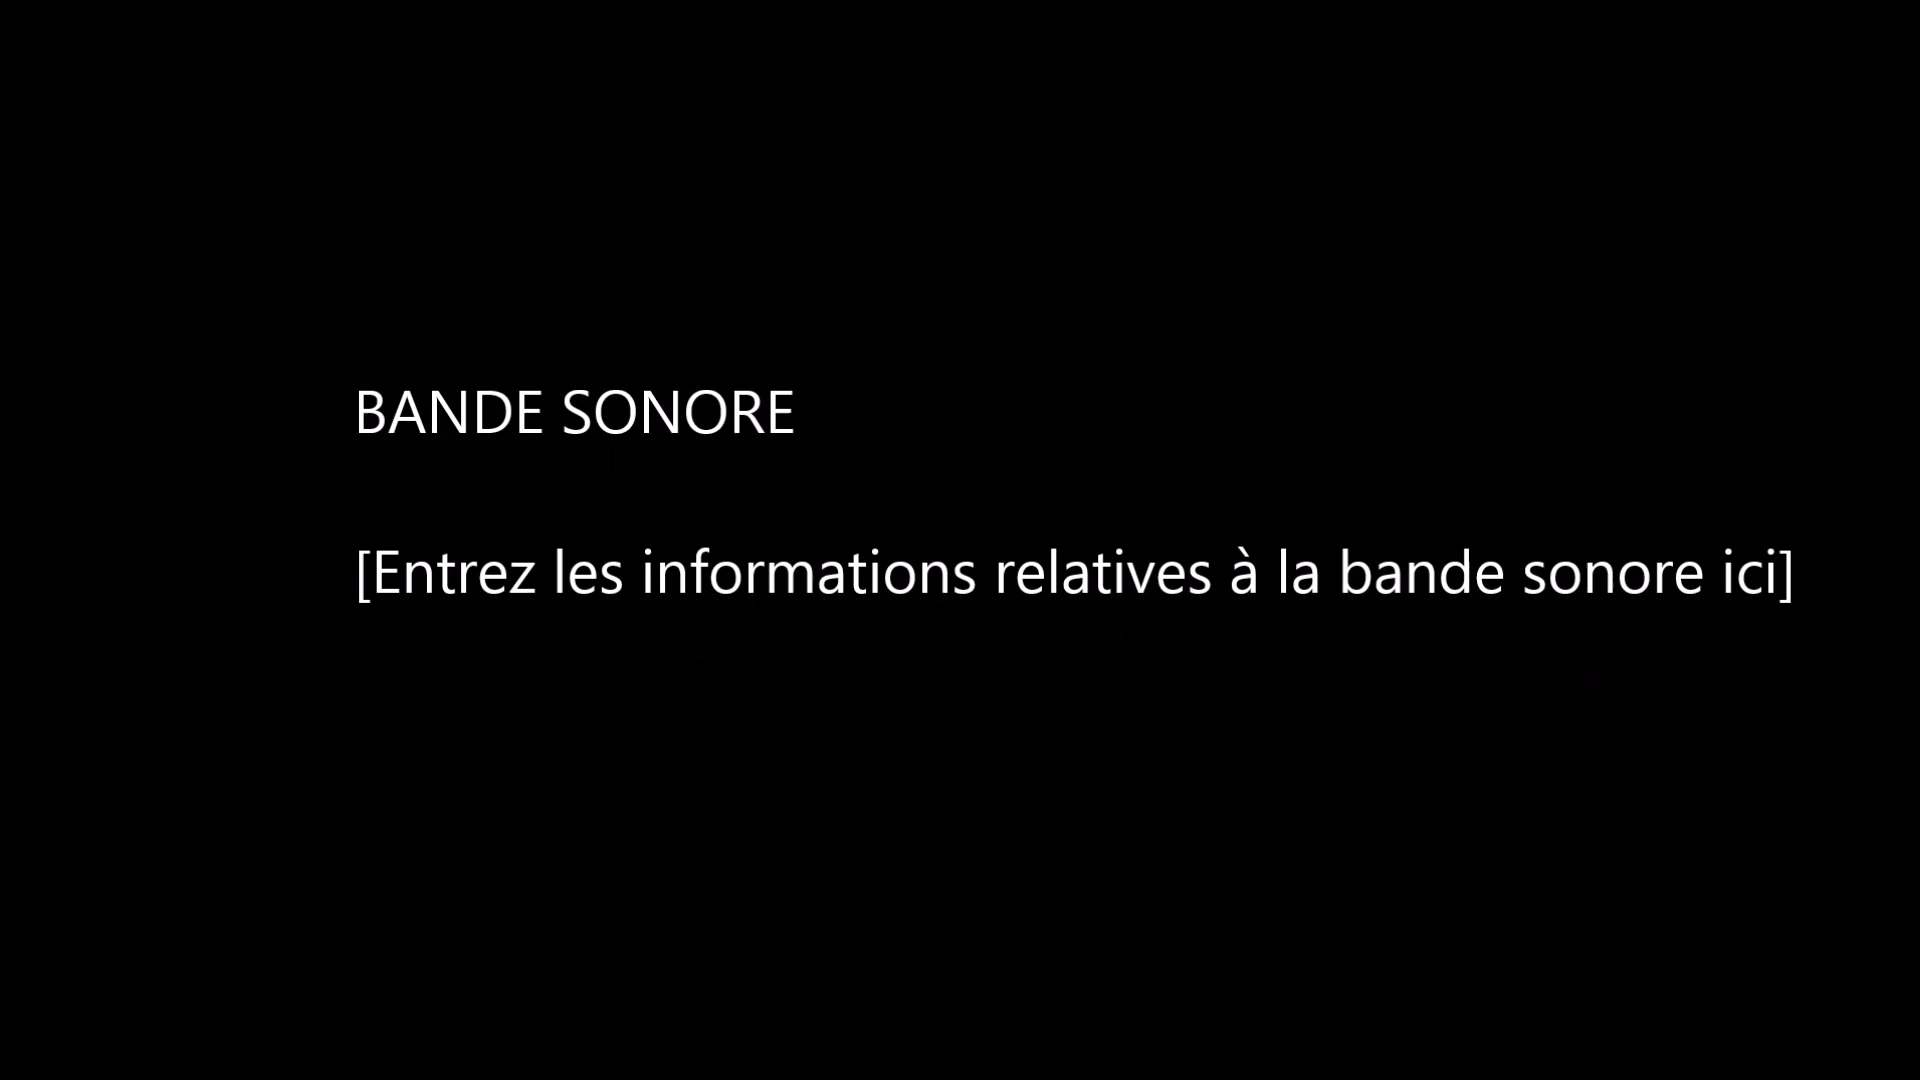 BANDE SONORE
[Entrez les informations relatives à la bande sonore ici]